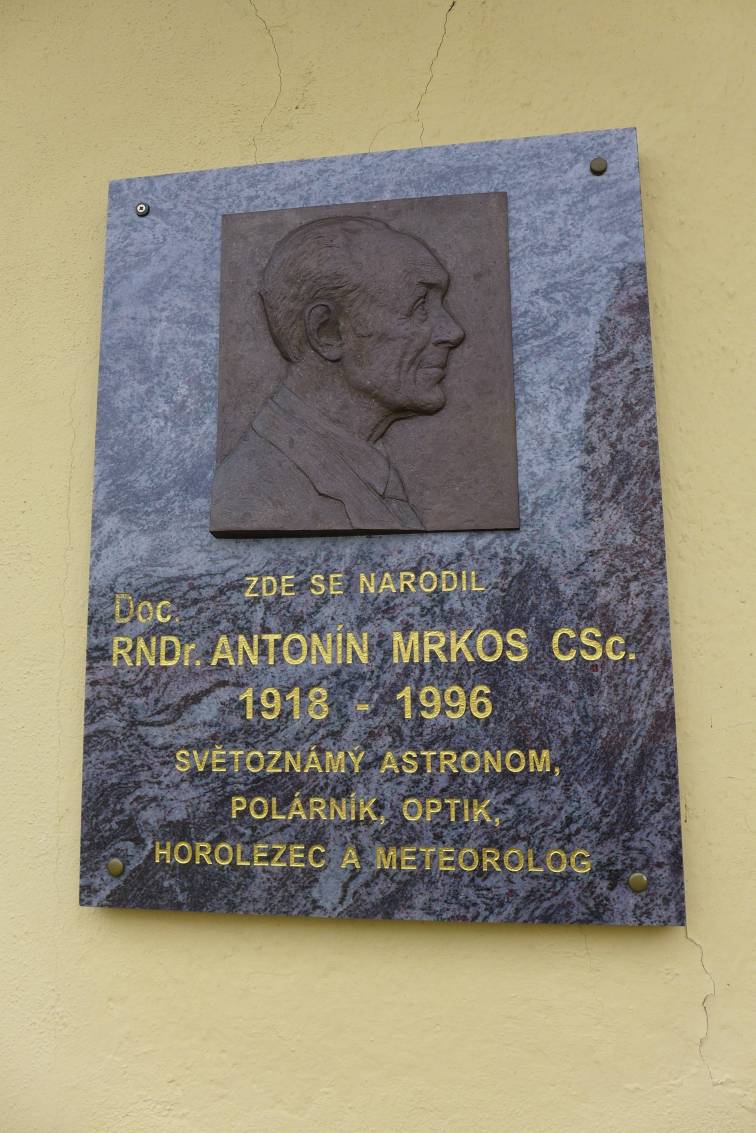 ZDE SE NARODIL
Doc.
RNDr. ANTONÍN MRKOS CSc.
1918 - 1996
SVĚTOZNÁMÝ ASTRONOM,
POLÁRNÍK, OPTIK,
HOROLEZEC A METEOROLOG